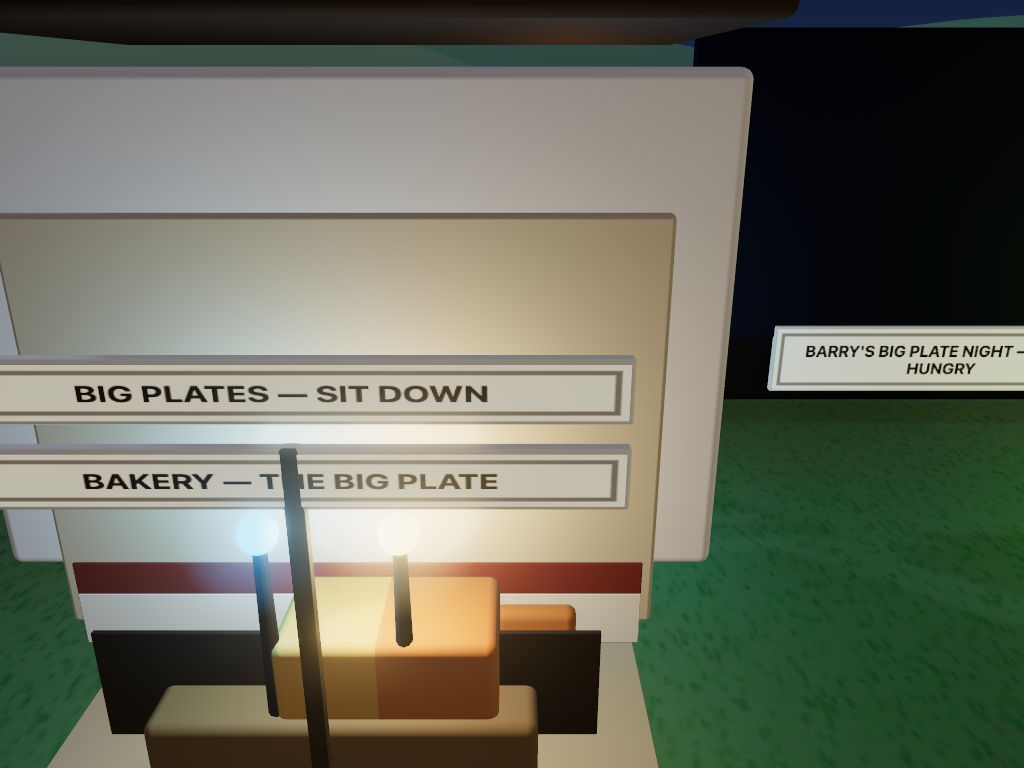 BIG PLATES — SIT DOWN
BAKERY — THE BIG PLATE
BARRY'S BIG PLATE NIGHT —
HUNGRY